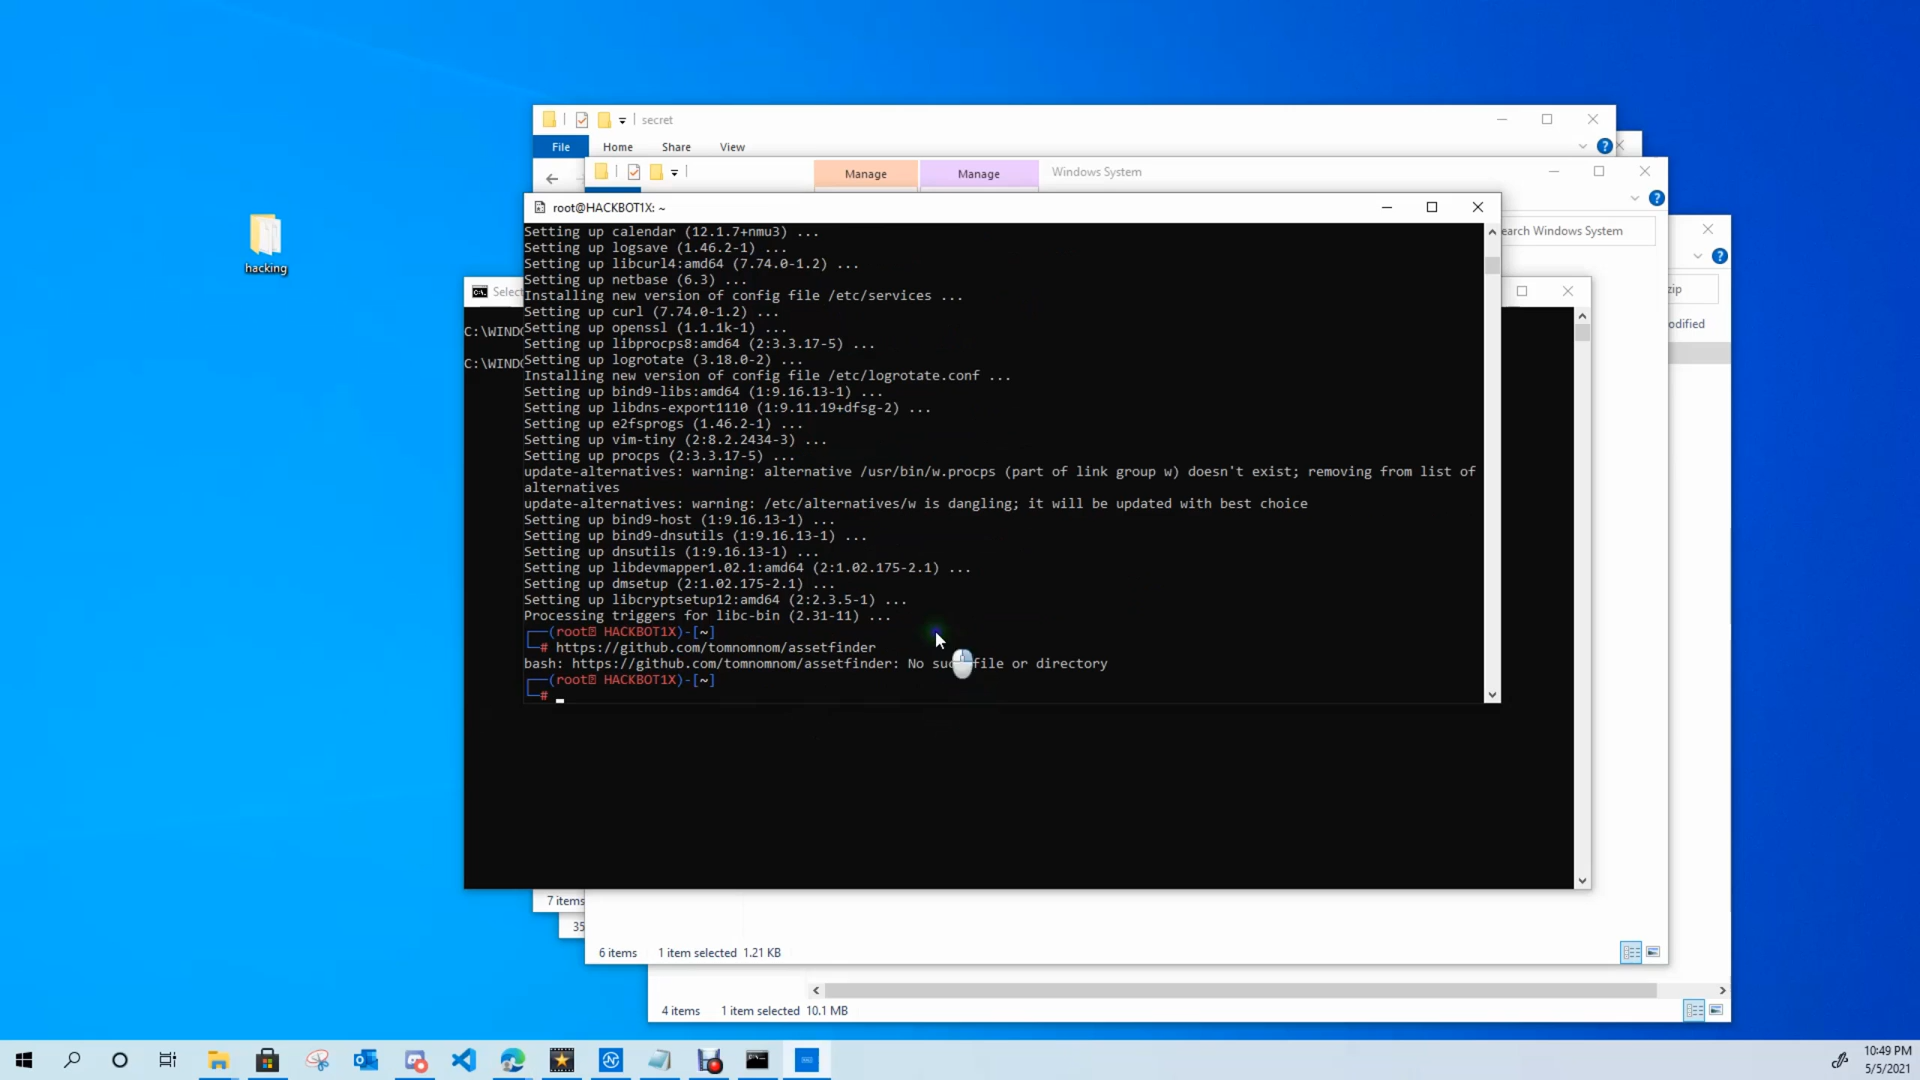 secret
File Home Share View
Manage Manage Windows System
root@HACKBOT1X: ~
hacking
earch Windows System
Select
zip
odified
C:\WIND
C:\WIND
Setting up calendar (12.1.7+nmu3) ...
Setting up logsave (1.46.2-1) ...
Setting up libcurl4:amd64 (7.74.0-1.2) ...
Setting up netbase (6.3) ...
Installing new version of config file /etc/services ...
Setting up curl (7.74.0-1.2) ...
Setting up openssl (1.1.1k-1) ...
Setting up libprocps8:amd64 (2:3.3.17-5) ...
Setting up logrotate (3.18.0-2) ...
Installing new version of config file /etc/logrotate.conf ...
Setting up bind9-libs:amd64 (1:9.16.13-1) ...
Setting up libdns-export1110 (1:9.11.19+dfsg-2) ...
Setting up e2fsprogs (1.46.2-1) ...
Setting up vim-tiny (2:8.2.2434-3) ...
Setting up procps (2:3.3.17-5) ...
update-alternatives: warning: alternative /usr/bin/w.procps (part of link group w) doesn't exist; removing from list of
alternatives
update-alternatives: warning: /etc/alternatives/w is dangling; it will be updated with best choice
Setting up bind9-host (1:9.16.13-1) ...
Setting up bind9-dnsutils (1:9.16.13-1) ...
Setting up dnsutils (1:9.16.13-1) ...
Setting up libdevmapper1.02.1:amd64 (2:1.02.175-2.1) ...
Setting up dmsetup (2:1.02.175-2.1) ...
Setting up libcryptsetup12:amd64 (2:2.3.5-1) ...
Processing triggers for libc-bin (2.31-11) ...
┌──(root HACKBOT1X)-[~]
└─# https://github.com/tomnomnom/assetfinder
bash: https://github.com/tomnomnom/assetfinder: No suc file or directory
┌──(root HACKBOT1X)-[~]
└─#
7 items
35
6 items 1 item selected 1.21 KB
4 items 1 item selected 10.1 MB
10:49 PM
5/5/2021